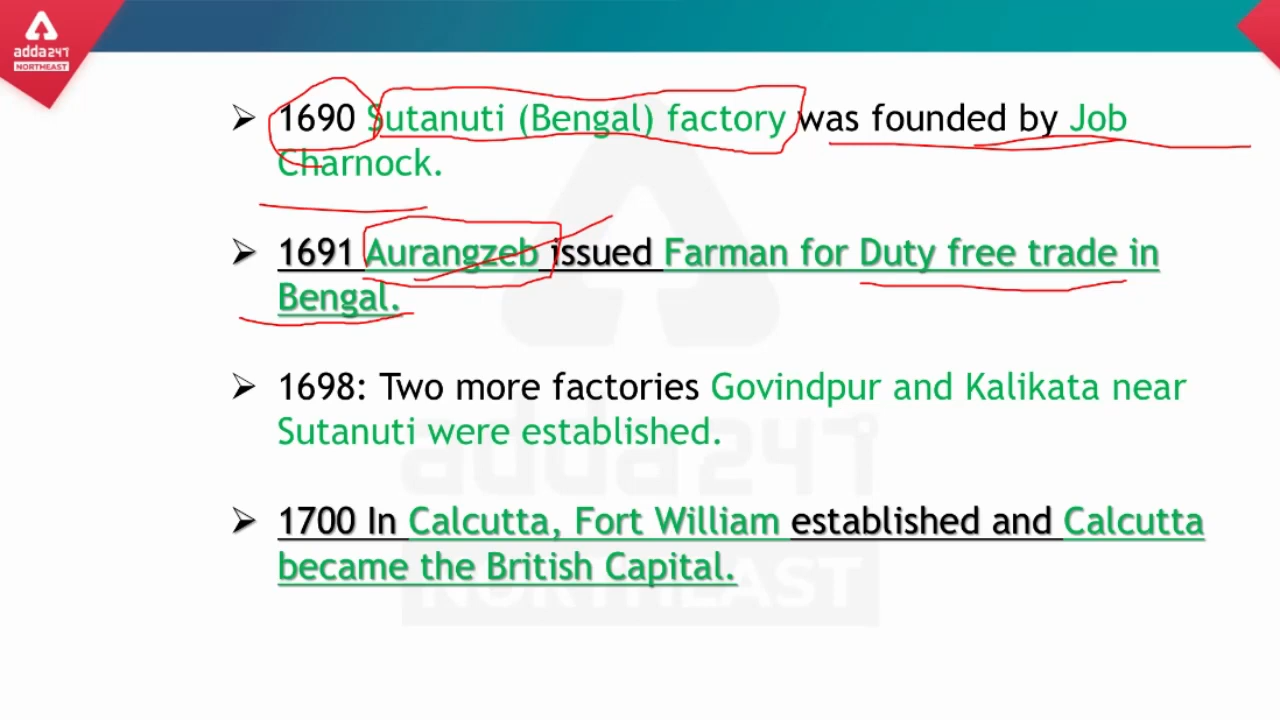 adda247
NORTHEAST
➢ 1690 Sutanuti (Bengal) factory was founded by Job
Charnock.
➢ 1691 Aurangzeb issued Farman for Duty free trade in
Bengal.
➢ 1698: Two more factories Govindpur and Kalikata near
Sutanuti were established.
➢ 1700 In Calcutta, Fort William established and Calcutta
became the British Capital.
adda247
NORTHEAST